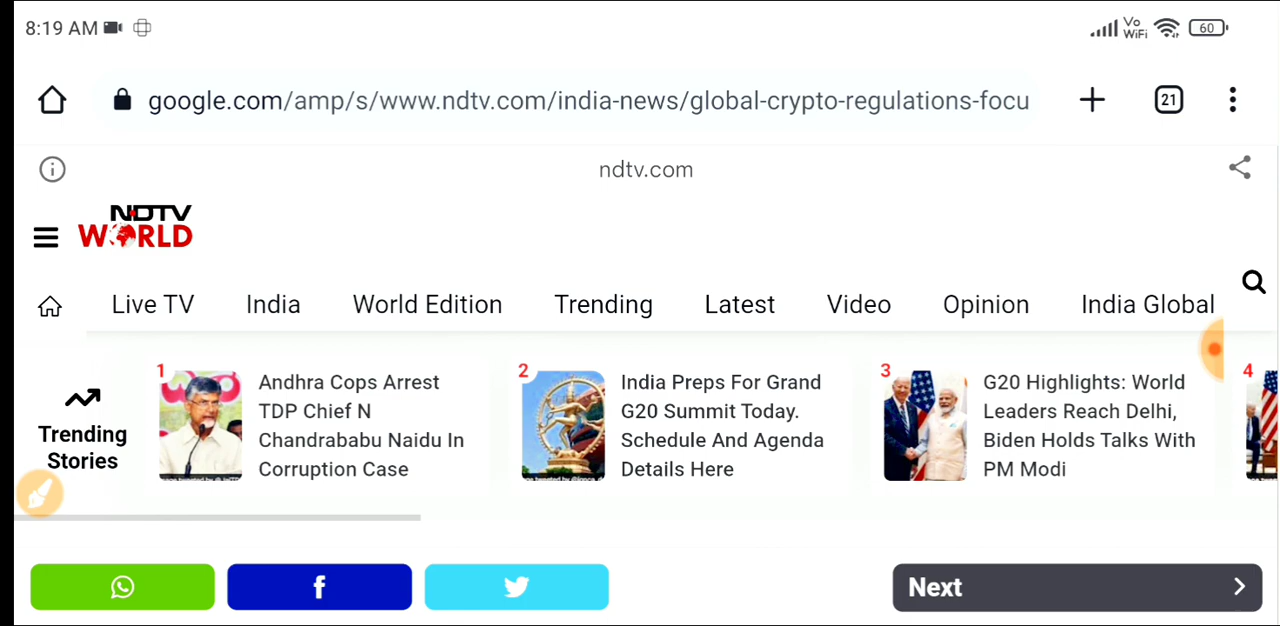 8:19 AM
Vo
WiFi
60
google.com/amp/s/www.ndtv.com/india-news/global-crypto-regulations-focu
21
ndtv.com
NDTV
WORLD
Live TV India World Edition Trending Latest Video Opinion India Global
Trending
Stories
1
Andhra Cops Arrest
TDP Chief N
Chandrababu Naidu In
Corruption Case
2
India Preps For Grand
G20 Summit Today.
Schedule And Agenda
Details Here
3
G20 Highlights: World
Leaders Reach Delhi,
Biden Holds Talks With
PM Modi
4
Next